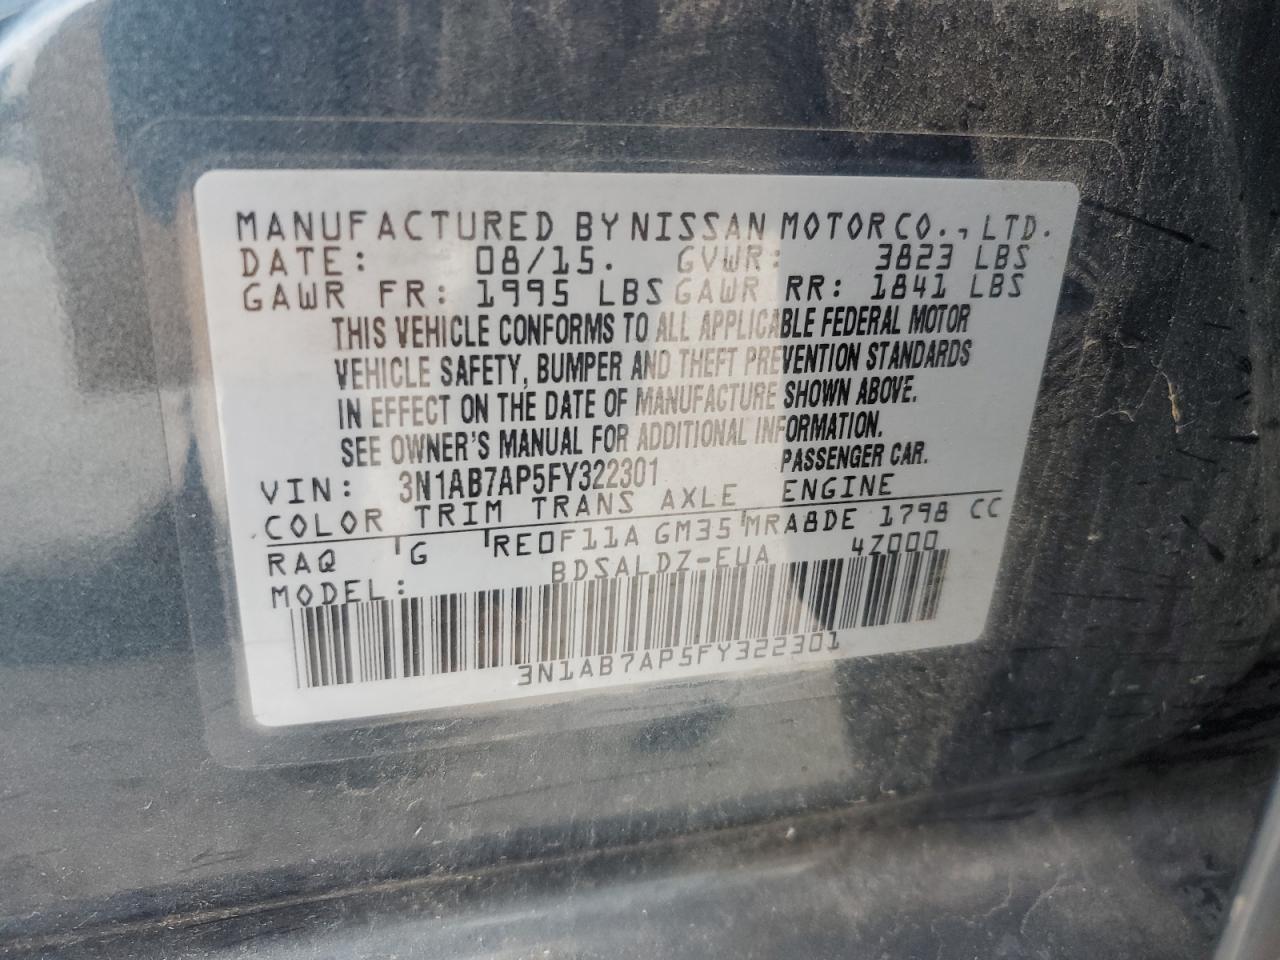 MANUFACTURED BY NISSAN MOTOR CO., LTD.
DATE: 08/15. GVWR: 3823 LBS
GAWR FR: 1995 LBS GAWR RR: 1841 LBS
THIS VEHICLE CONFORMS TO ALL APPLICABLE FEDERAL MOTOR
VEHICLE SAFETY, BUMPER AND THEFT PREVENTION STANDARDS
IN EFFECT ON THE DATE OF MANUFACTURE SHOWN ABOVE.
SEE OWNER'S MANUAL FOR ADDITIONAL INFORMATION.
VIN: 3N1AB7AP5FY322301 PASSENGER CAR.
COLOR TRIM TRANS AXLE ENGINE
RAQ 'G 'RE0F11A GM35 'MRA8DE 1798 CC
MODEL: BDSALDZ-EUA 4Z000
3N1AB7AP5FY322301